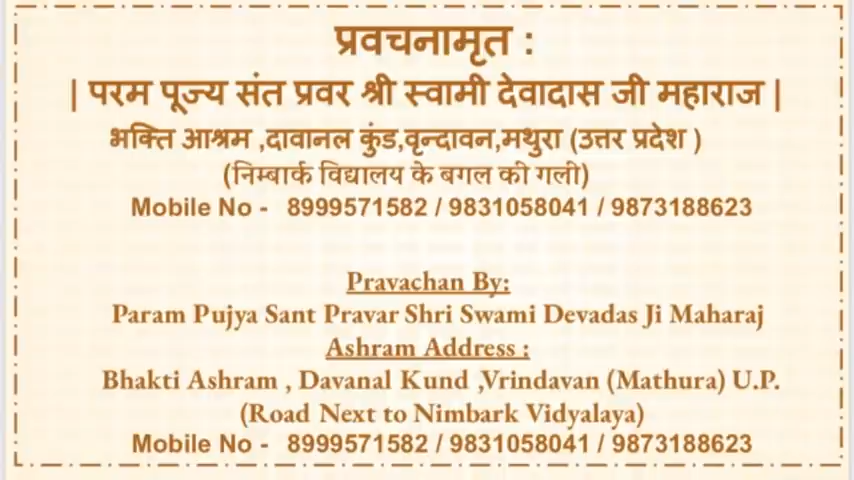 प्रवचनामृत :
| परम पूज्य संत प्रवर श्री स्वामी देवादास जी महाराज |
भक्ति आश्रम ,दावानल कुंड,वृन्दावन,मथुरा (उत्तर प्रदेश )
(निम्बार्क विद्यालय के बगल की गली)
Mobile No - 8999571582 / 9831058041 / 9873188623
Pravachan By:
Param Pujya Sant Pravar Shri Swami Devadas Ji Maharaj
Ashram Address :
Bhakti Ashram , Davanal Kund ,Vrindavan (Mathura) U.P.
(Road Next to Nimbark Vidyalaya)
Mobile No - 8999571582 / 9831058041 / 9873188623